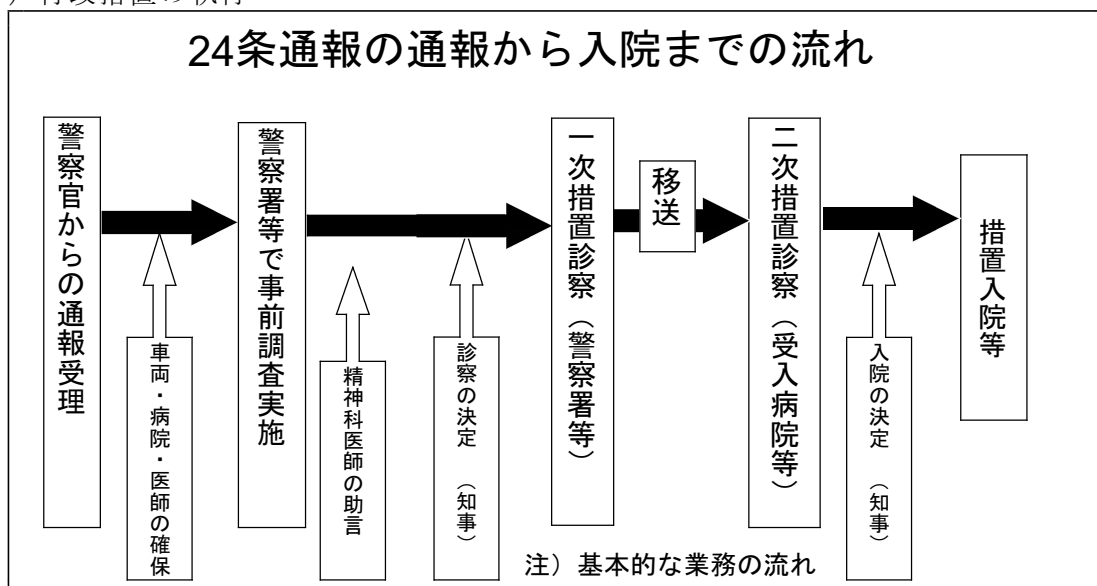 24条通報の通報から入院までの流れ
警察官からの通報受理
車両・病院・医師の確保
警察署等で事前調査実施
精神科医師の助言
診察の決定 (知事)
一次措置診察(警察署等)
移送
二次措置診察(受入病院等)
入院の決定 (知事)
措置入院等
注)基本的な業務の流れ